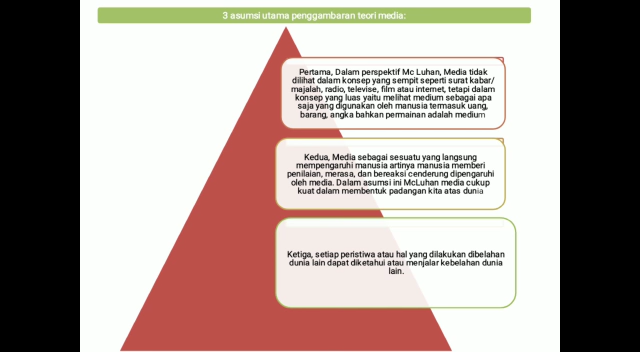 3 asumsi utama penggambaran teori media:
Pertama, Dalam perspektif Mc Luhan, Media tidak
dilihat dalam konsep yang sempit seperti surat kabar/
majalah, radio, televise, film atau internet, tetapi dalam
konsep yang luas yaitu melihat medium sebagai apa
saja yang digunakan oleh manusia termasuk uang,
barang, angka bahkan permainan adalah medium
Kedua, Media sebagai sesuatu yang langsung
mempengaruhi manusia artinya manusia memberi
penilaian, merasa, dan bereaksi cenderung dipengaruhi
oleh media. Dalam asumsi ini McLuhan media cukup
kuat dalam membentuk padangan kita atas dunia
Ketiga, setiap peristiwa atau hal yang dilakukan dibelahan
dunia lain dapat diketahui atau menjalar kebelahan dunia
lain.